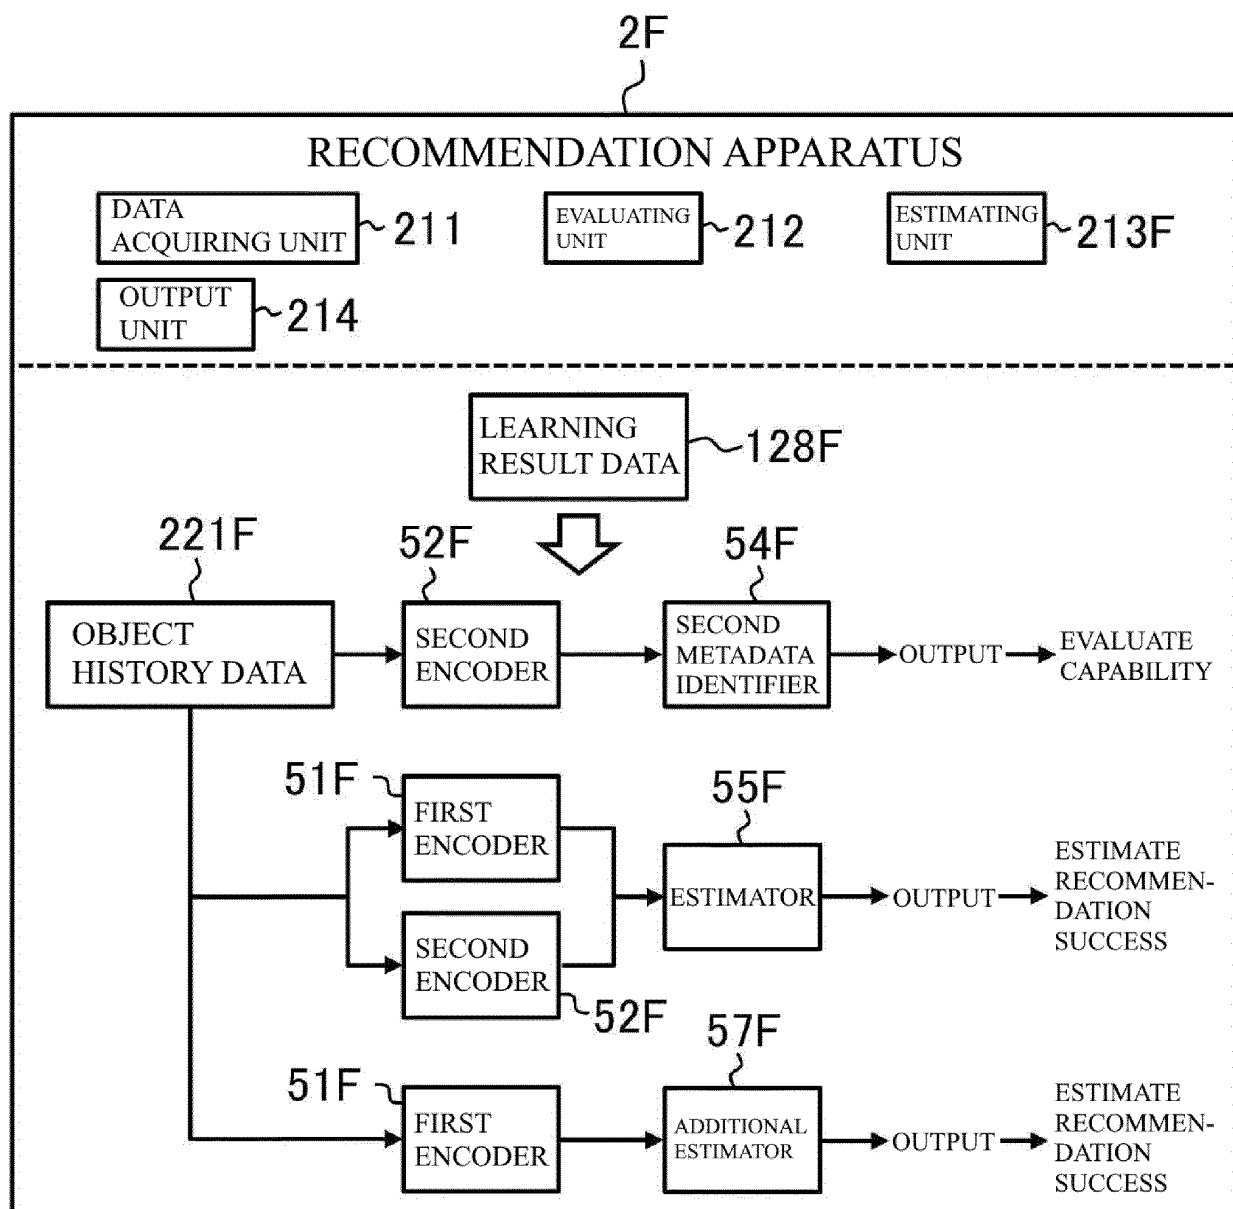 2F
RECOMMENDATION APPARATUS
DATA
ACQUIRING UNIT
211
EVALUATING
UNIT
212
ESTIMATING
UNIT
213F
OUTPUT
UNIT
214
LEARNING
RESULT DATA
128F
221F
52F
54F
OBJECT
HISTORY DATA
SECOND
ENCODER
SECOND
METADATA
IDENTIFIER
OUTPUT
EVALUATE
CAPABILITY
51F
FIRST
ENCODER
55F
ESTIMATOR
OUTPUT
ESTIMATE
RECOMMEN-
DATION
SUCCESS
SECOND
ENCODER
52F
51F
FIRST
ENCODER
57F
ADDITIONAL
ESTIMATOR
OUTPUT
ESTIMATE
RECOMMEN-
DATION
SUCCESS